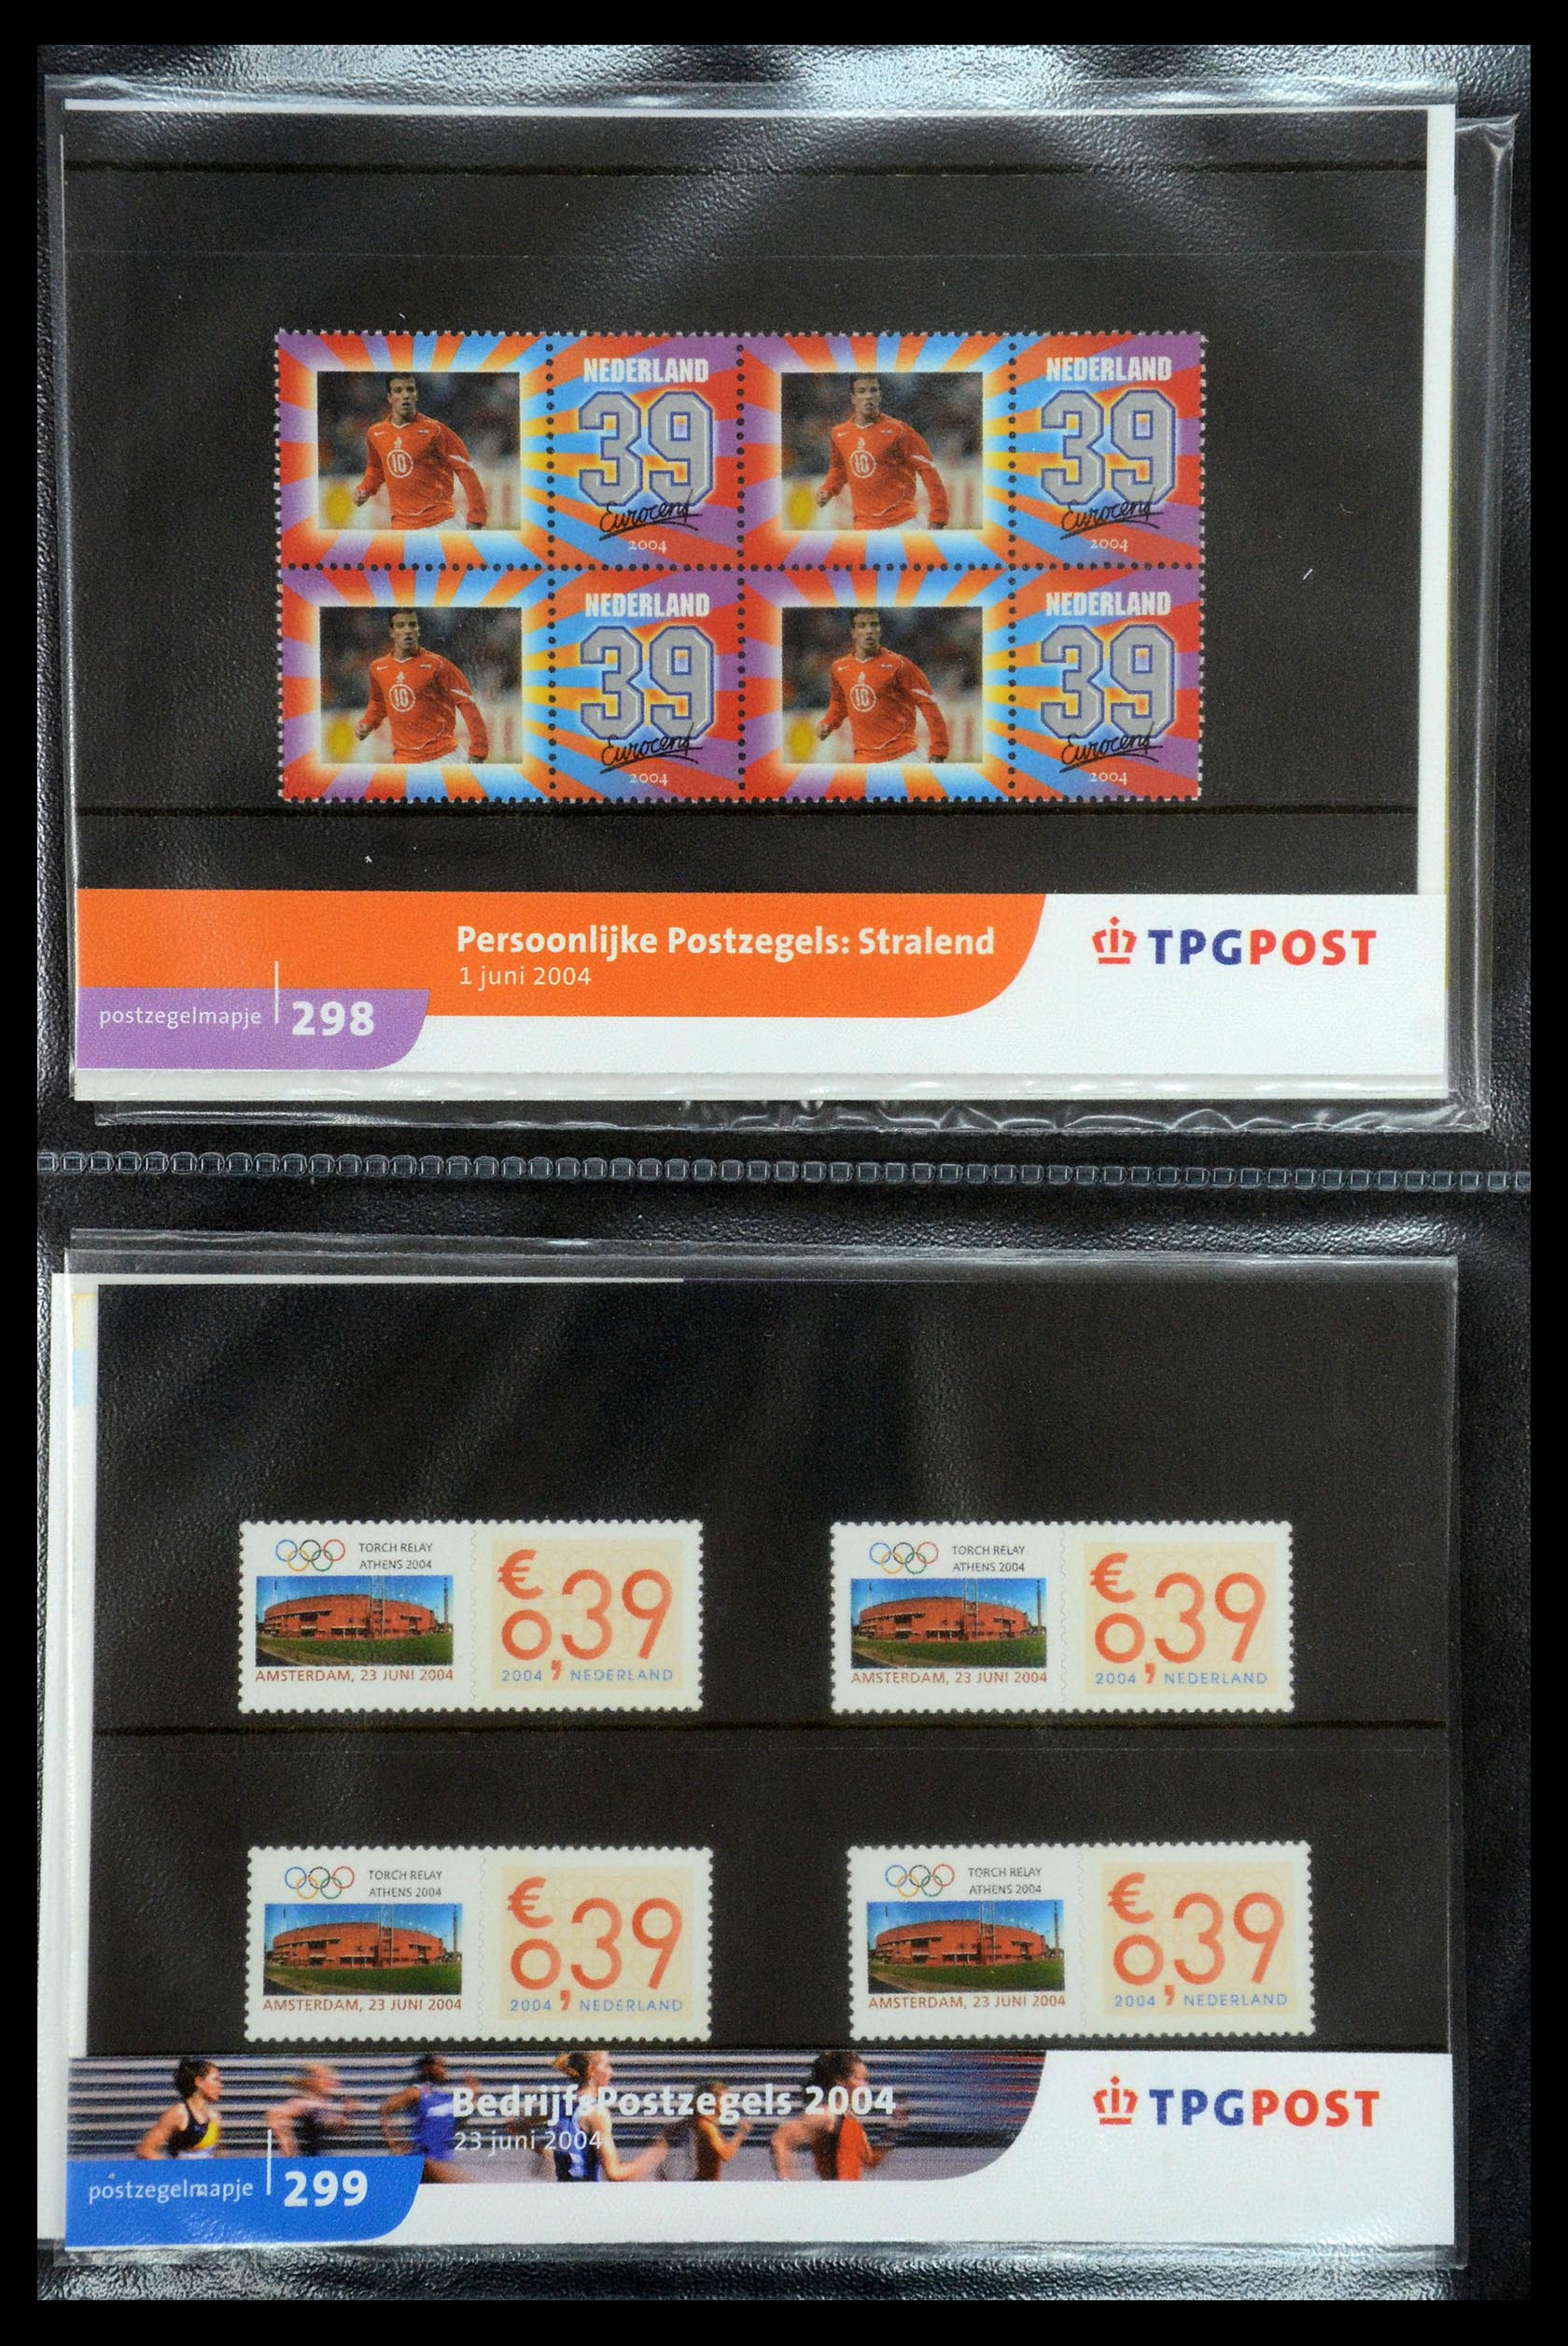 NEDERLAND
39
Eurocent
2004
10
NEDERLAND
39
Eurocent
2004
10
NEDERLAND
39
Eurocent
2004
10
NEDERLAND
39
Eurocent
2004
10
Persoonlijke Postzegels: Stralend
1 juni 2004
TPGPOST
postzegelmapje 298
TORCH RELAY
ATHENS 2004
AMSTERDAM, 23 JUNI 2004
€
0,39
2004, NEDERLAND
TORCH RELAY
ATHENS 2004
AMSTERDAM, 23 JUNI 2004
€
0,39
2004, NEDERLAND
TORCH RELAY
ATHENS 2004
AMSTERDAM, 23 JUNI 2004
€
0,39
2004, NEDERLAND
TORCH RELAY
ATHENS 2004
AMSTERDAM, 23 JUNI 2004
€
0,39
2004, NEDERLAND
BedrijfsPostzegels 2004
23 juni 2004
TPGPOST
postzegelmapje 299